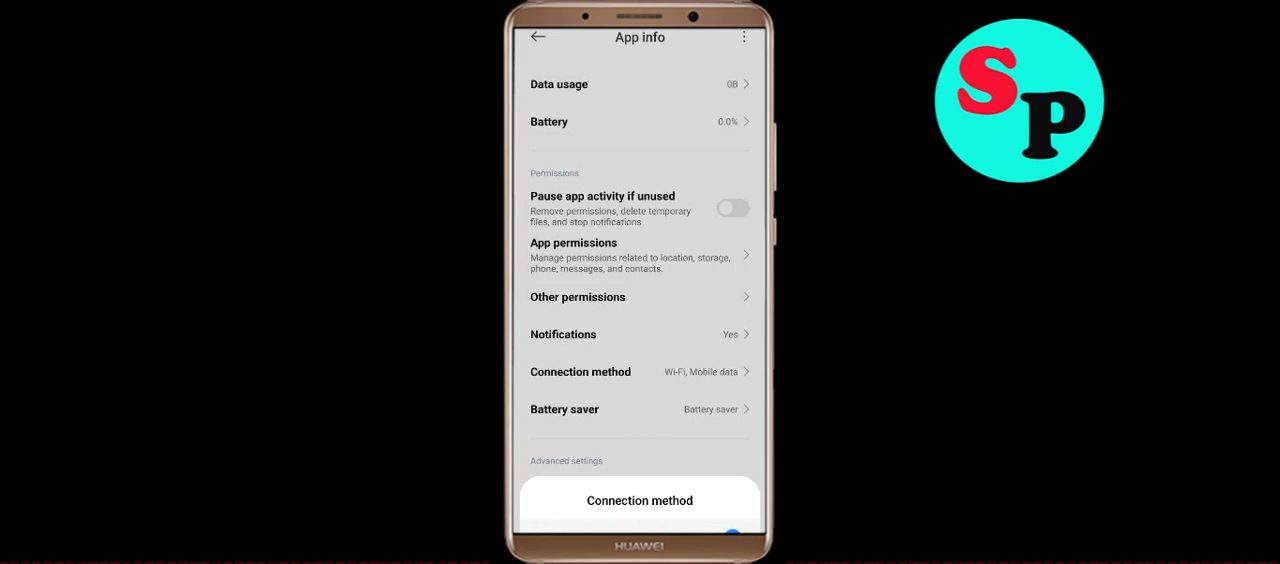 App info
Data usage 0B
Battery 0.0%
Permissions
Pause app activity if unused
Remove permissions, delete temporary
files, and stop notifications
App permissions
Manage permissions related to location, storage,
phone, messages, and contacts.
Other permissions
Notifications Yes
Connection method Wi-Fi, Mobile data
Battery saver Battery saver
Advanced settings
Connection method
HUAWEI
SP